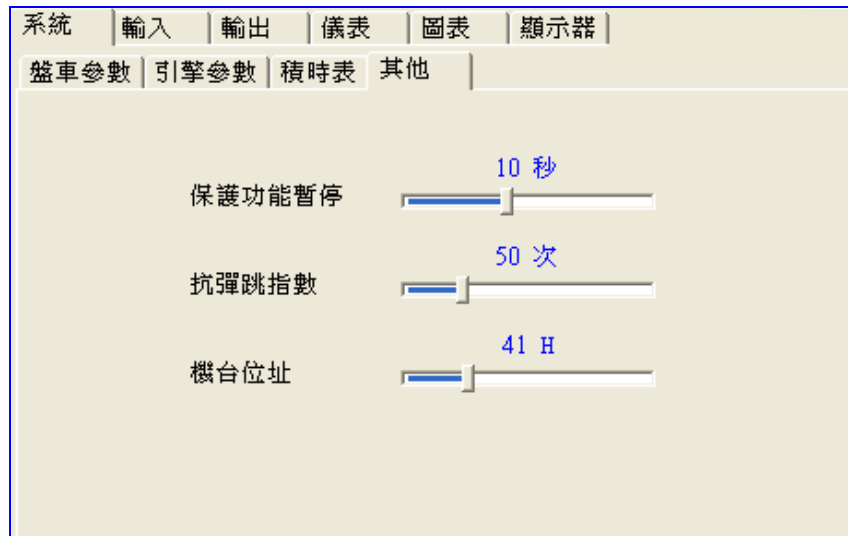 系統 輸入 輸出 儀表 圖表 顯示器
盤車參數 引擎參數 積時表 其他
10 秒
保護功能暫停
50 次
抗彈跳指數
41 H
機台位址